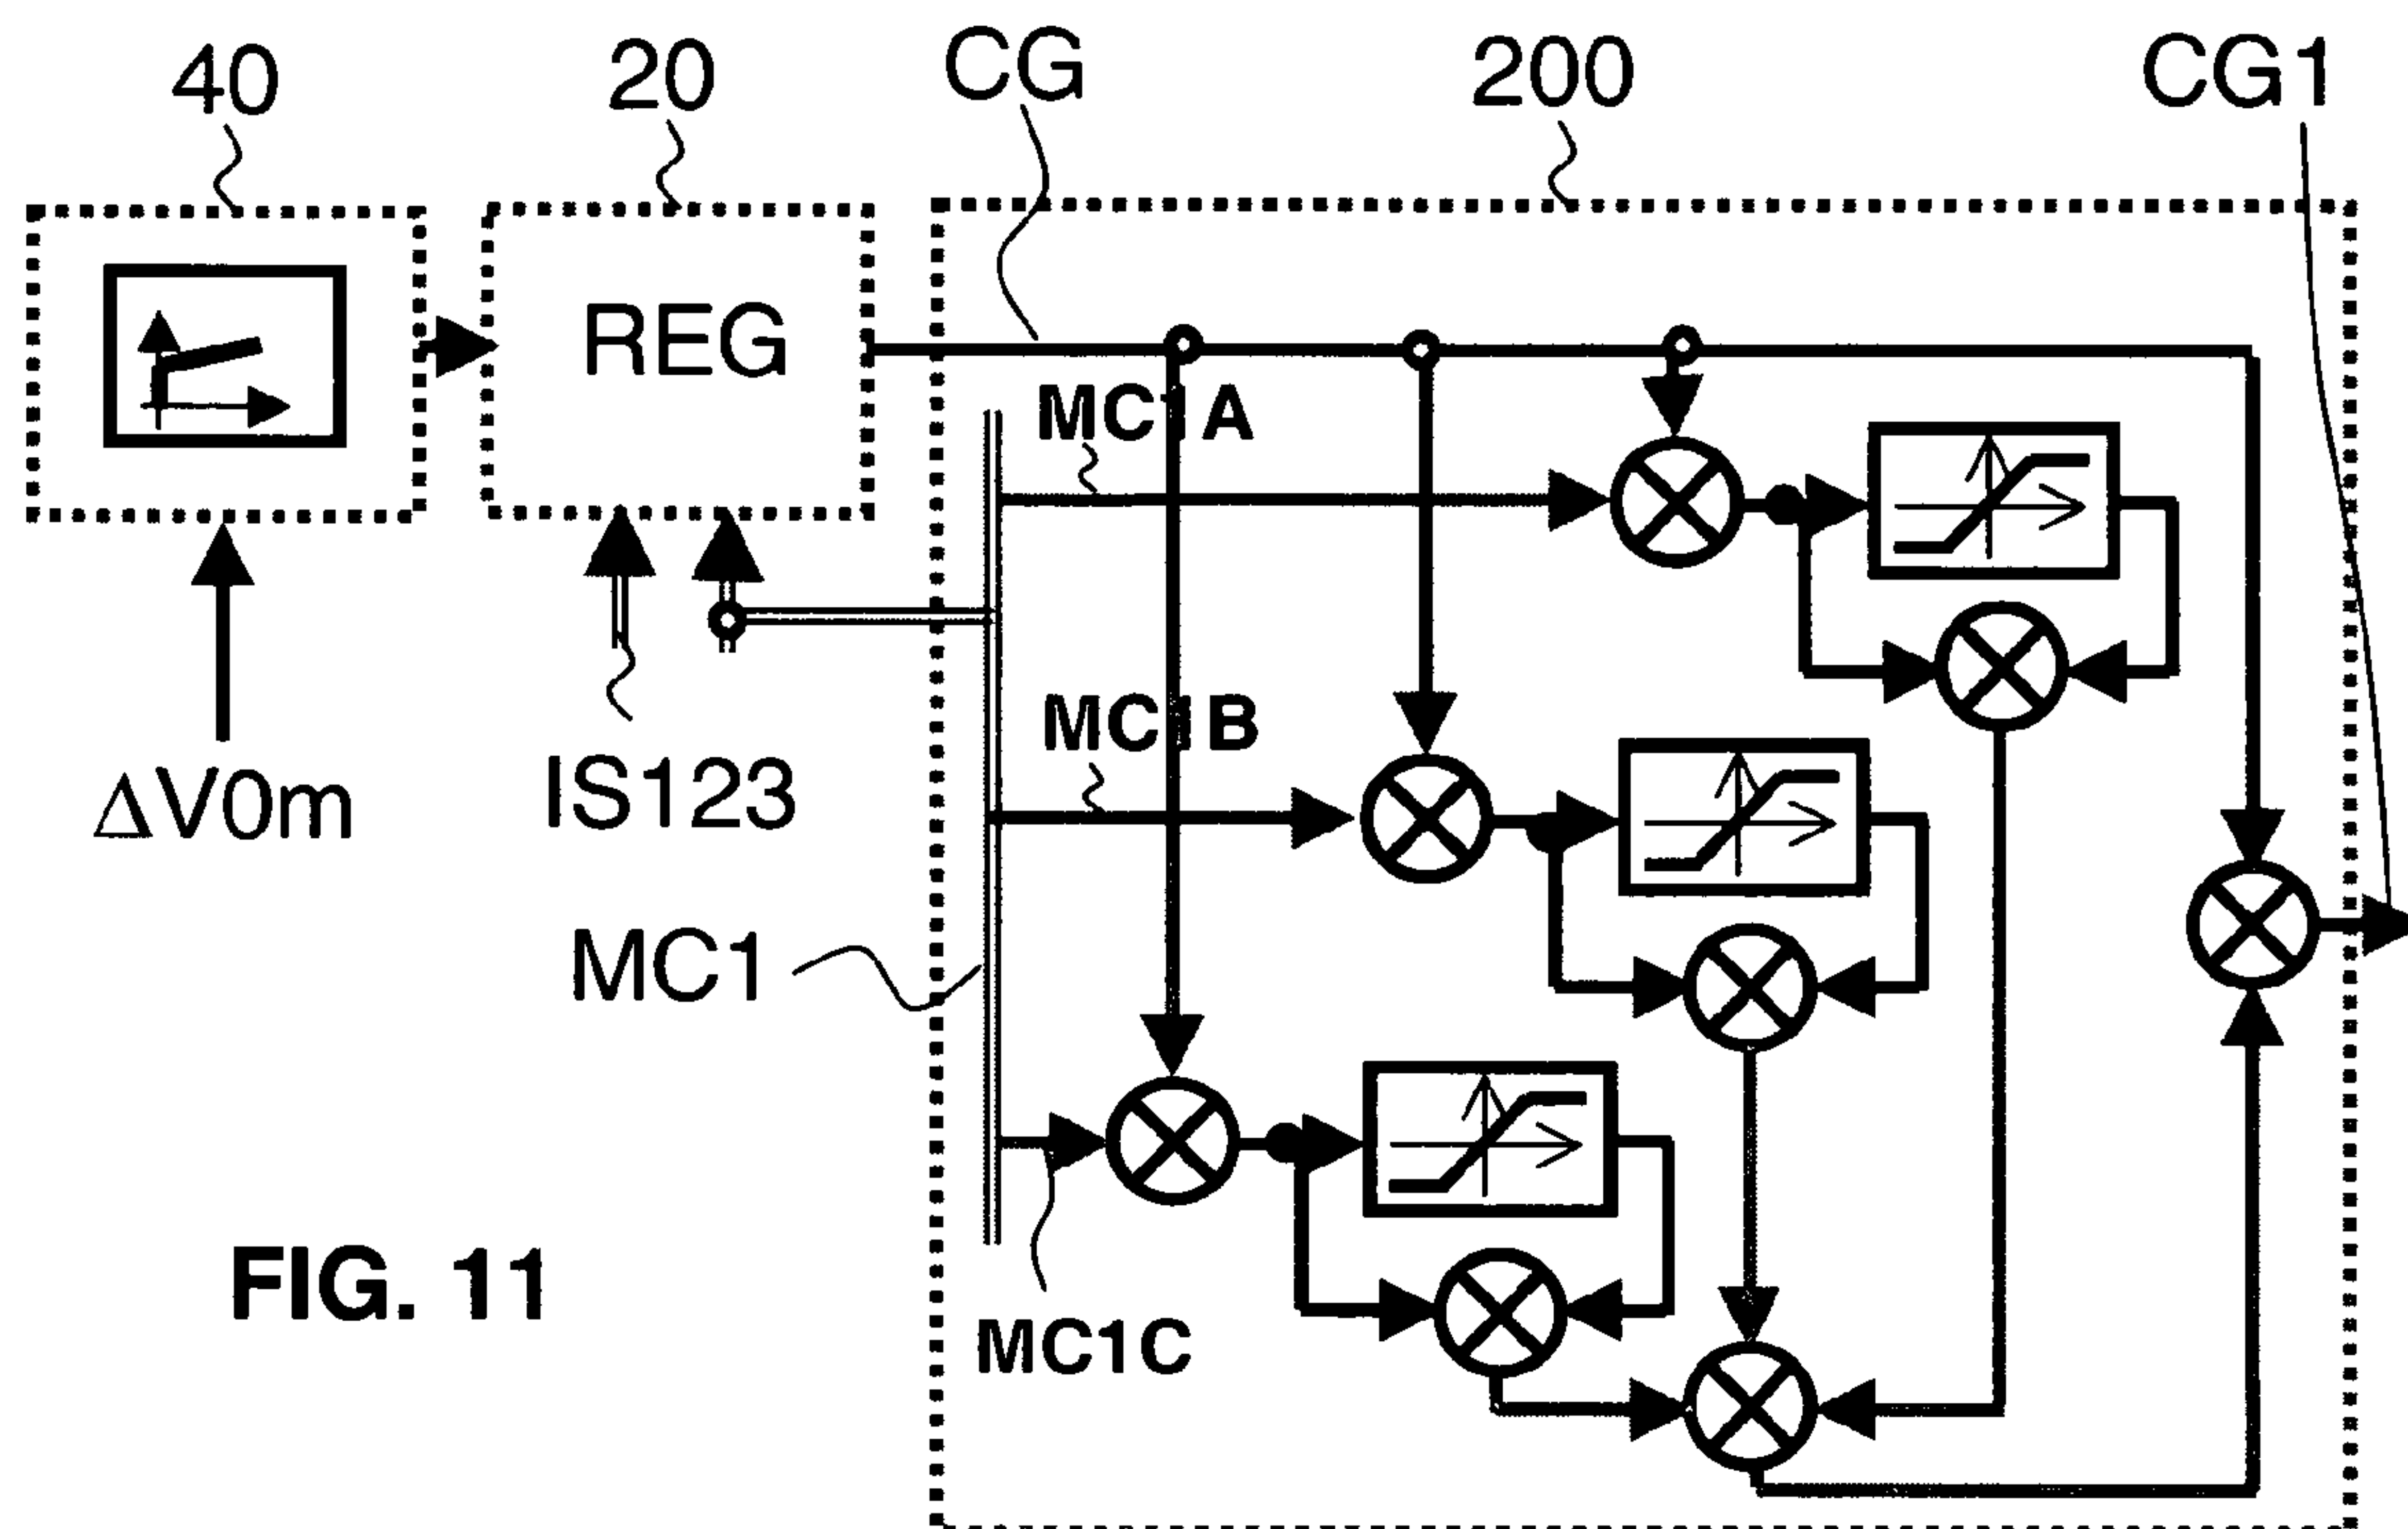 40
20
CG
200
CG1
REG
MC1A
MC1B
IS123
ΔV0m
MC1
MC1C
FIG. 11